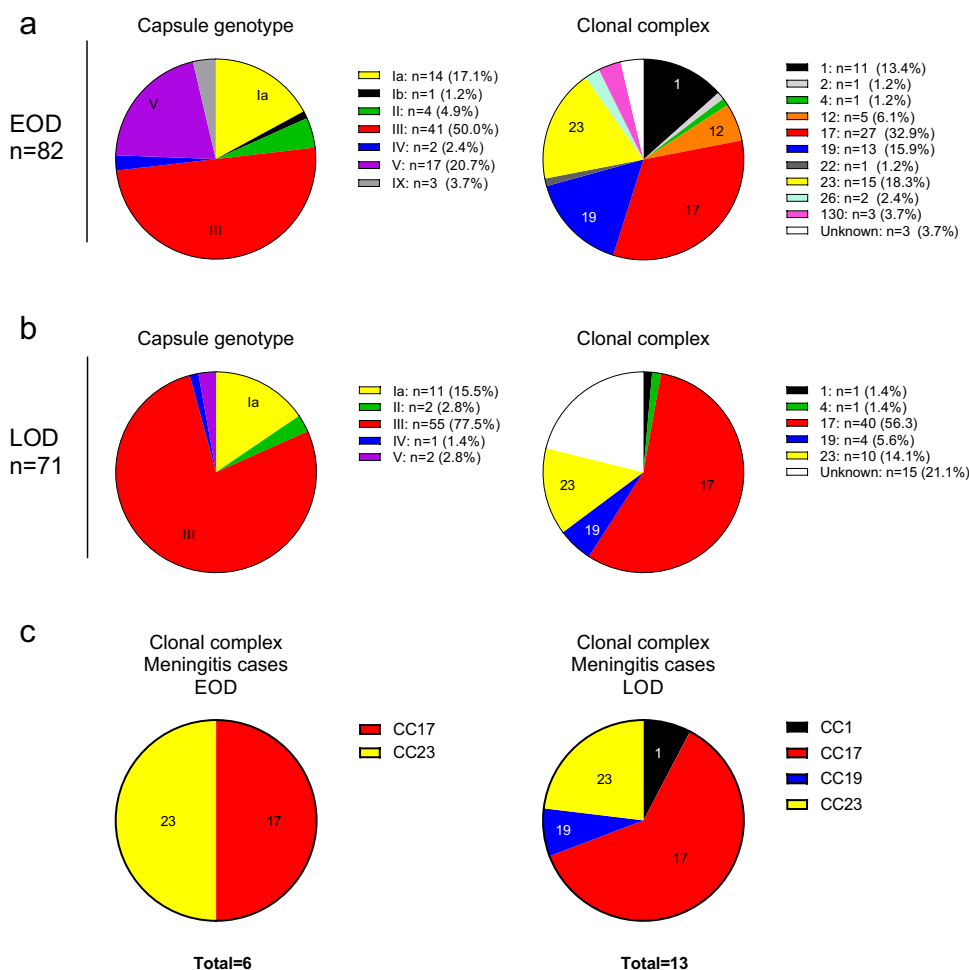 a
Capsule genotype
Clonal complex
EOD
n=82
V
Ia
III
Ia: n=14 (17.1%)
Ib: n=1 (1.2%)
II: n=4 (4.9%)
III: n=41 (50.0%)
IV: n=2 (2.4%)
V: n=17 (20.7%)
IX: n=3 (3.7%)
1
12
17
19
23
1: n=11 (13.4%)
2: n=1 (1.2%)
4: n=1 (1.2%)
12: n=5 (6.1%)
17: n=27 (32.9%)
19: n=13 (15.9%)
22: n=1 (1.2%)
23: n=15 (18.3%)
26: n=2 (2.4%)
130: n=3 (3.7%)
Unknown: n=3 (3.7%)
b
Capsule genotype
Clonal complex
LOD
n=71
Ia
III
Ia: n=11 (15.5%)
II: n=2 (2.8%)
III: n=55 (77.5%)
IV: n=1 (1.4%)
V: n=2 (2.8%)
17
19
23
1: n=1 (1.4%)
4: n=1 (1.4%)
17: n=40 (56.3)
19: n=4 (5.6%)
23: n=10 (14.1%)
Unknown: n=15 (21.1%)
c
Clonal complex
Meningitis cases
EOD
23
17
CC17
CC23
Total=6
Clonal complex
Meningitis cases
LOD
1
23
19
17
CC1
CC17
CC19
CC23
Total=13